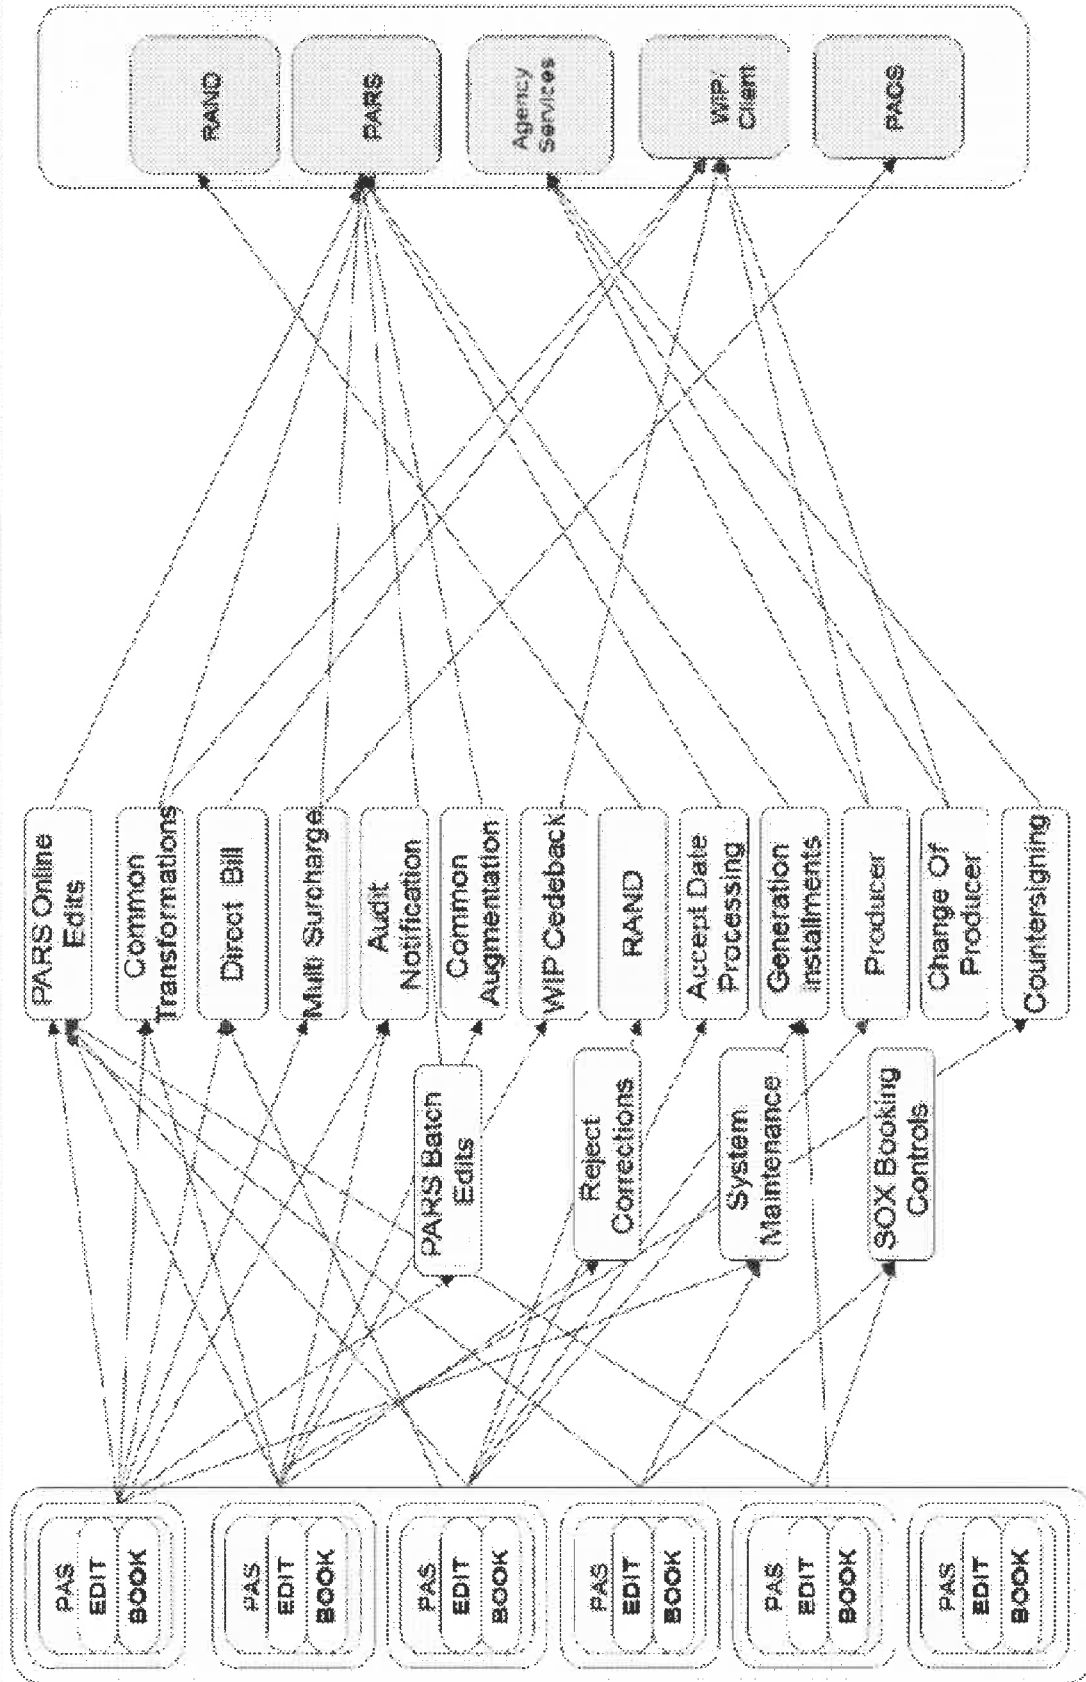 PAS
EDIT
BOOK
PAS
EDIT
BOOK
PAS
EDIT
BOOK
PAS
EDIT
BOOK
PAS
EDIT
BOOK
PAS
EDIT
BOOK
PARS Batch
Edits
Reject
Corrections
System
Maintenance
SOX Booking
Controls
PARS Online
Edits
Common
Transformations
Direct Bill
Multi Surcharge
Audit
Notification
Common
Augmentation
WIP Cedeback
RAND
Accept Date
Processing
Generation
Installments
Producer
Change Of
Producer
Countersigning
RAND
PARS
Agency
Services
WIP/
Client
PACS